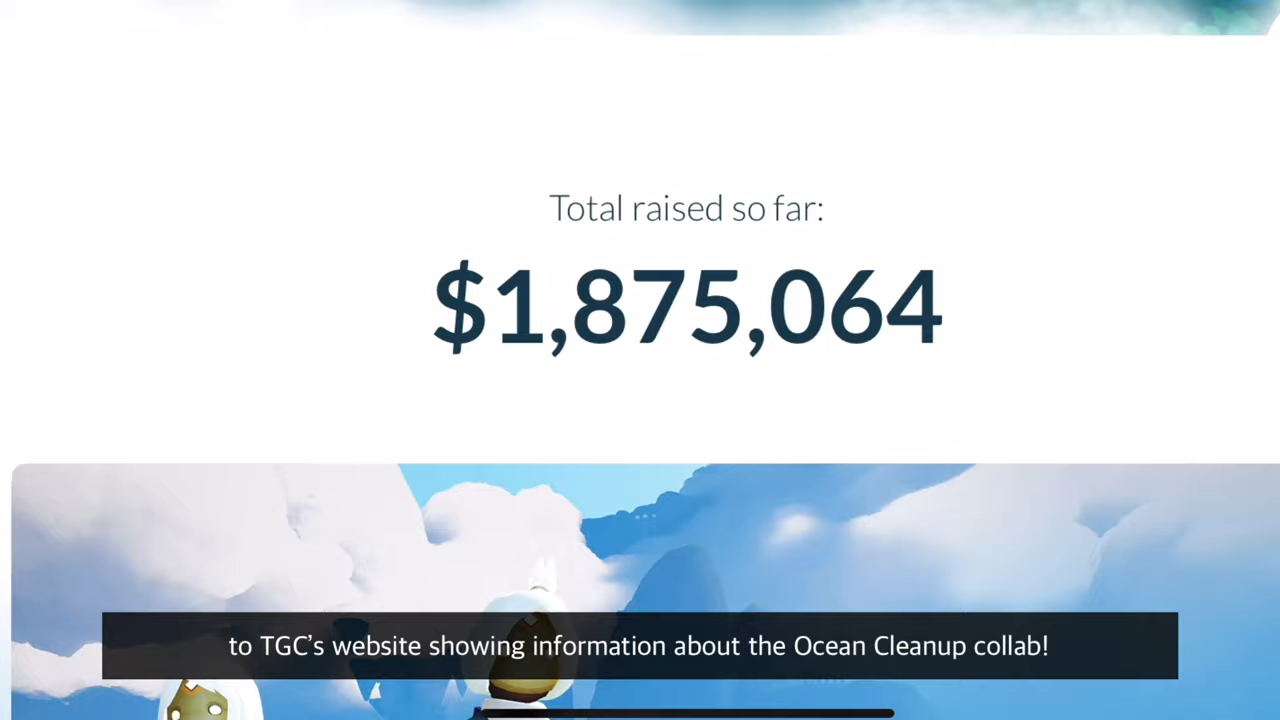 Total raised so far:
$1,875,064
to TGC’s website showing information about the Ocean Cleanup collab!